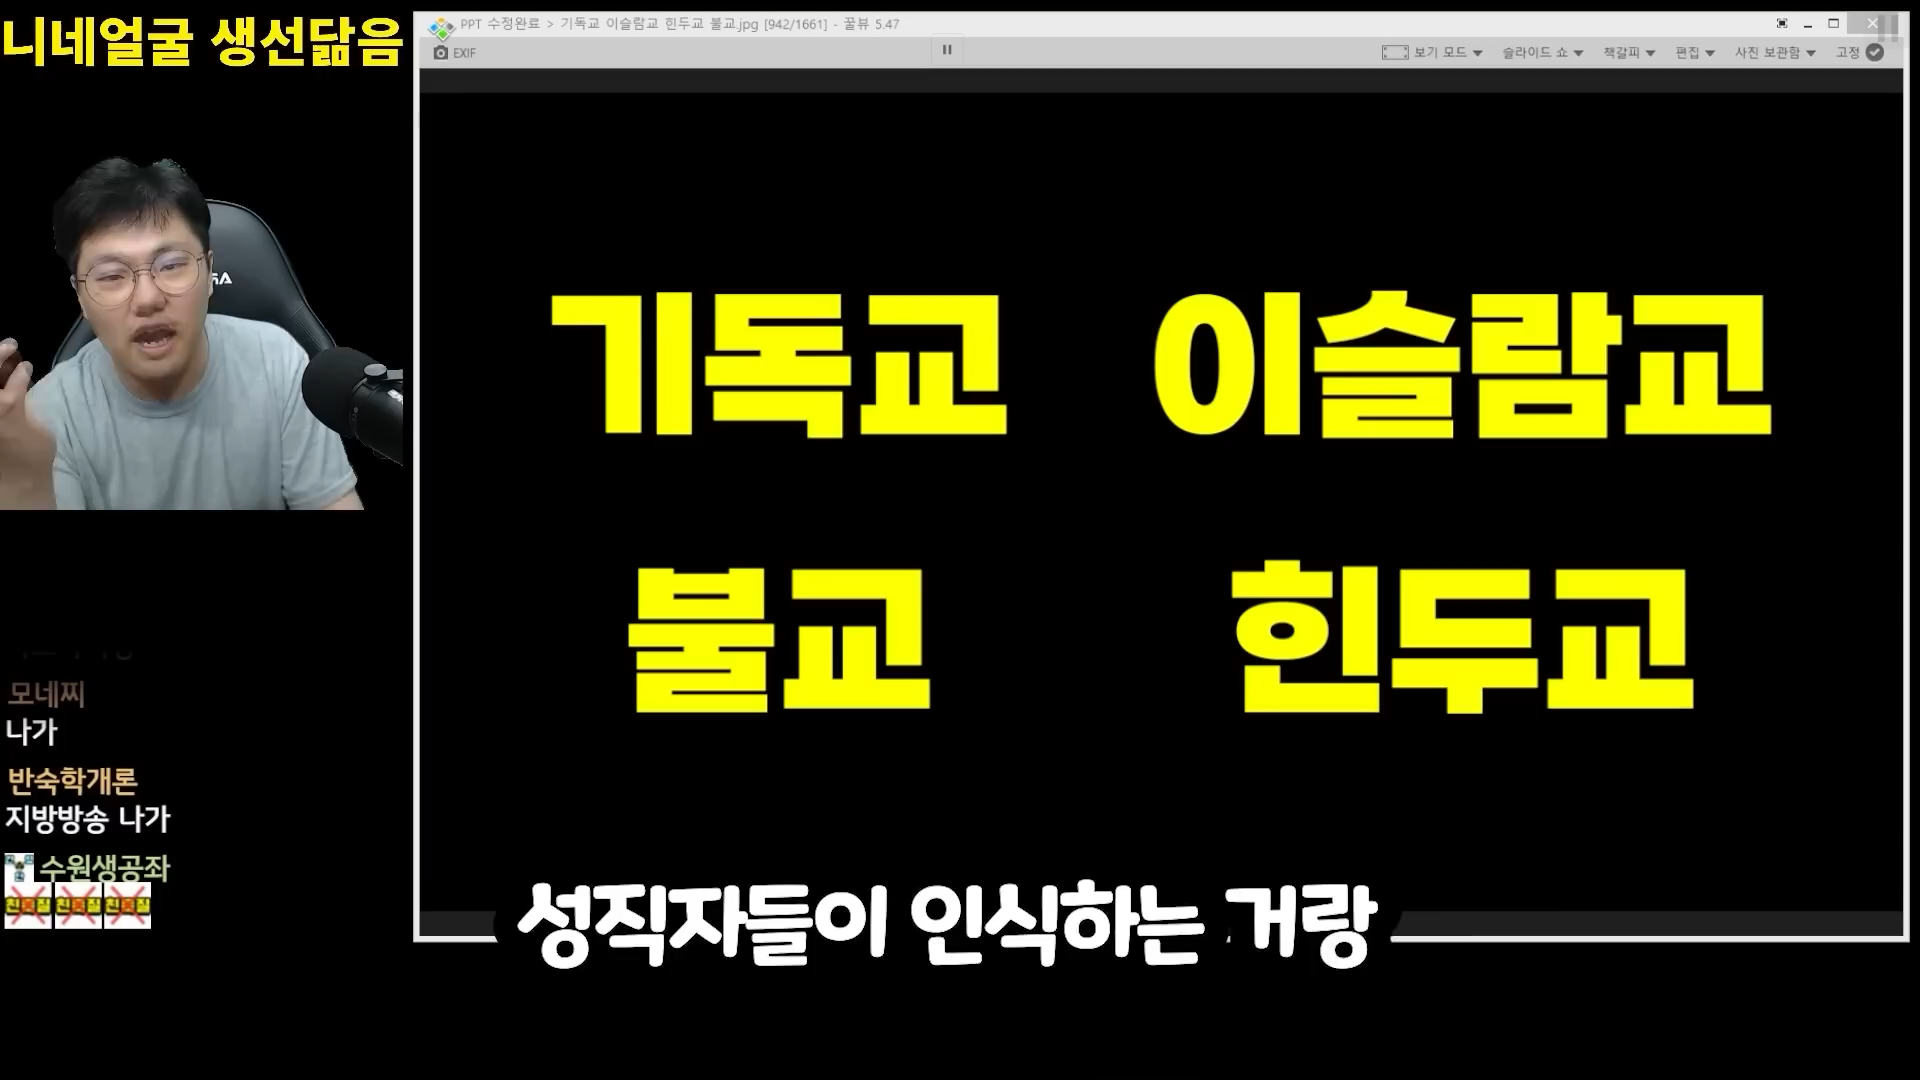 니네얼굴 생선닮음
PPT 수정완료 > 기독교 이슬람교 힌두교 불교.jpg [942/1661] - 꿀뷰 5.47
EXIF
보기 모드 슬라이드 쇼 책갈피 편집 사진 보관함 고정
기독교 이슬람교
불교 힌두교
모네찌
나가
반숙학개론
지방방송 나가
수원생공좌
성직자들이 인식하는 거랑